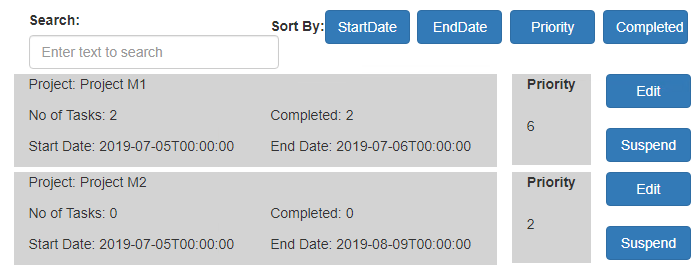 Search:
Sort By: StartDate EndDate Priority Completed
Enter text to search
Project: Project M1
Priority
Edit
No of Tasks: 2 Completed: 2
6
Start Date: 2019-07-05T00:00:00 End Date: 2019-07-06T00:00:00
Suspend
Project: Project M2
Priority
Edit
No of Tasks: 0 Completed: 0
2
Start Date: 2019-07-05T00:00:00 End Date: 2019-08-09T00:00:00
Suspend